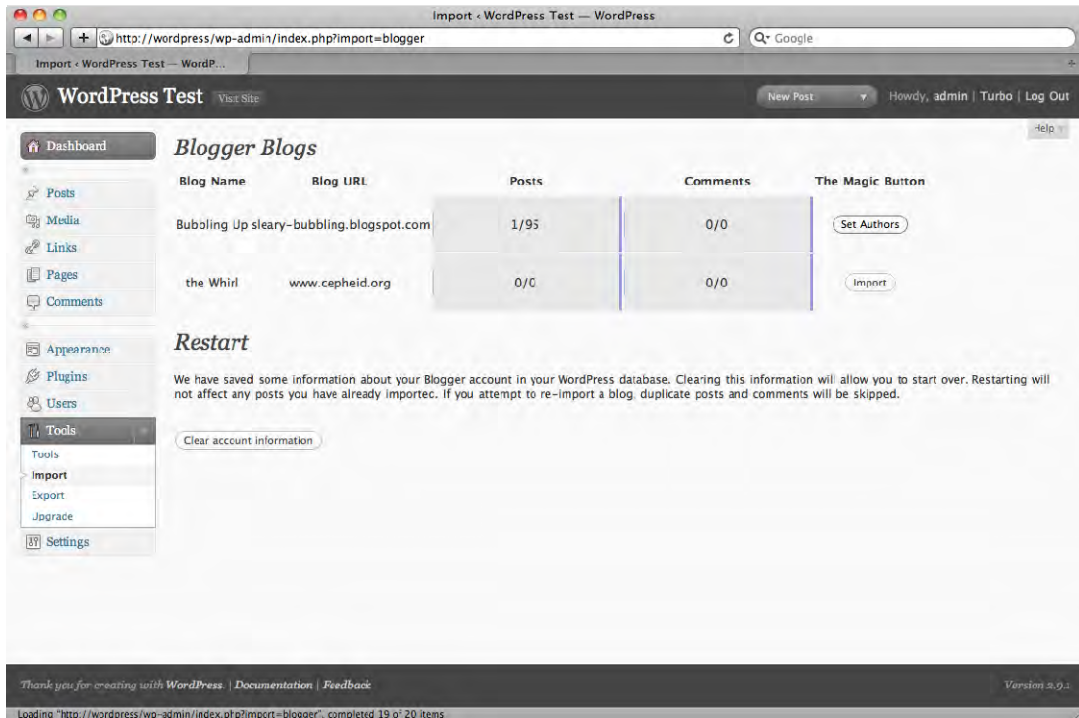 Import ‹ WordPress Test — WordPress
http://wordpress/wp-admin/index.php?import=blogger
Google
Import ‹ WordPress Test — WordP...
WordPress Test Visit Site
New Post Howdy, admin | Turbo | Log Out
Help
Dashboard
Posts
Media
Links
Pages
Comments
Appearance
Plugins
Users
Tools
Tools
Import
Export
Upgrade
Settings
Blogger Blogs
Blog Name Blog URL Posts Comments The Magic Button
Bubbling Up sleary-bubbling.blogspot.com 1/95 0/0 Set Authors
the Whirl www.cepheid.org 0/0 0/0 Import
Restart
We have saved some information about your Blogger account in your WordPress database. Clearing this information will allow you to start over. Restarting will
not affect any posts you have already imported. If you attempt to re-import a blog, duplicate posts and comments will be skipped.
Clear account information
Thank you for creating with WordPress. | Documentation | Feedback
Version 2.9.1
Loading "http://wordpress/wp-admin/index.php?import=blogger", completed 19 of 20 items